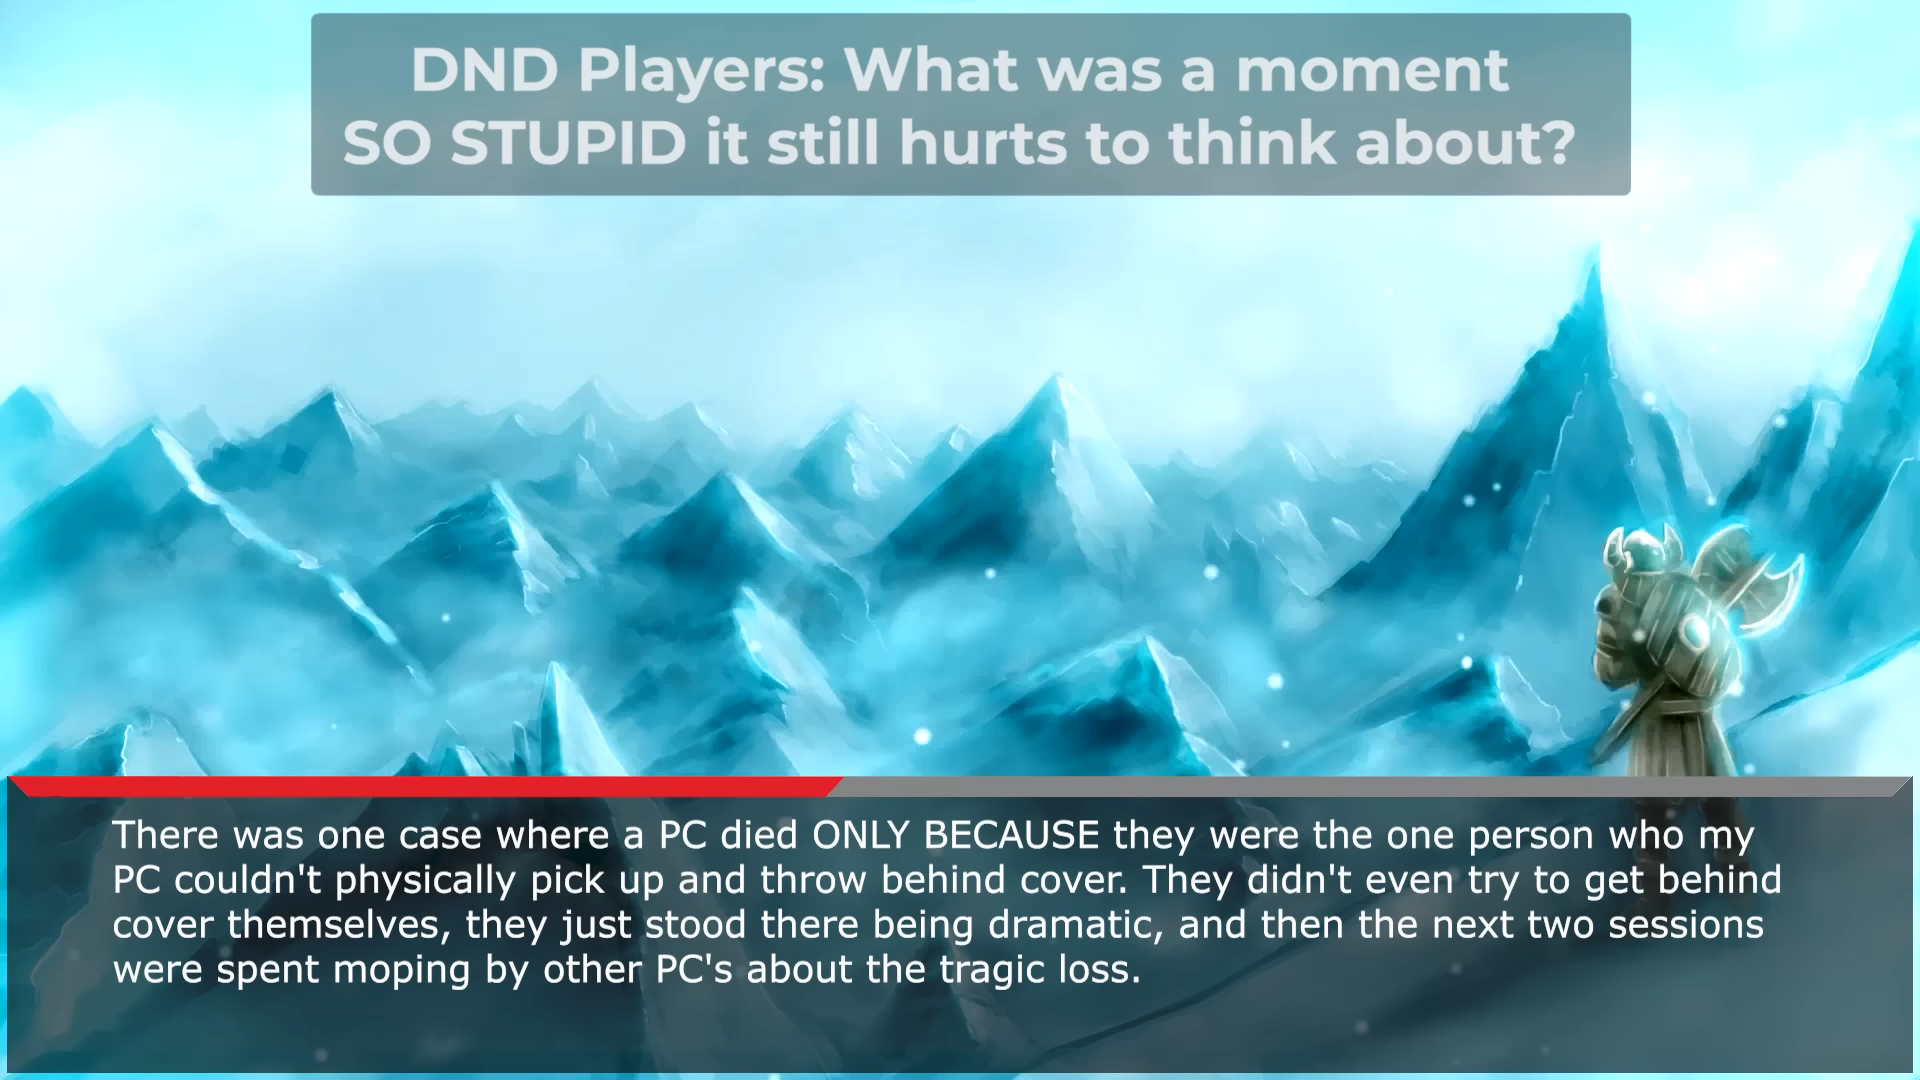 DND Players: What was a moment
SO STUPID it still hurts to think about?
There was one case where a PC died ONLY BECAUSE they were the one person who my
PC couldn't physically pick up and throw behind cover. They didn't even try to get behind
cover themselves, they just stood there being dramatic, and then the next two sessions
were spent moping by other PC's about the tragic loss.